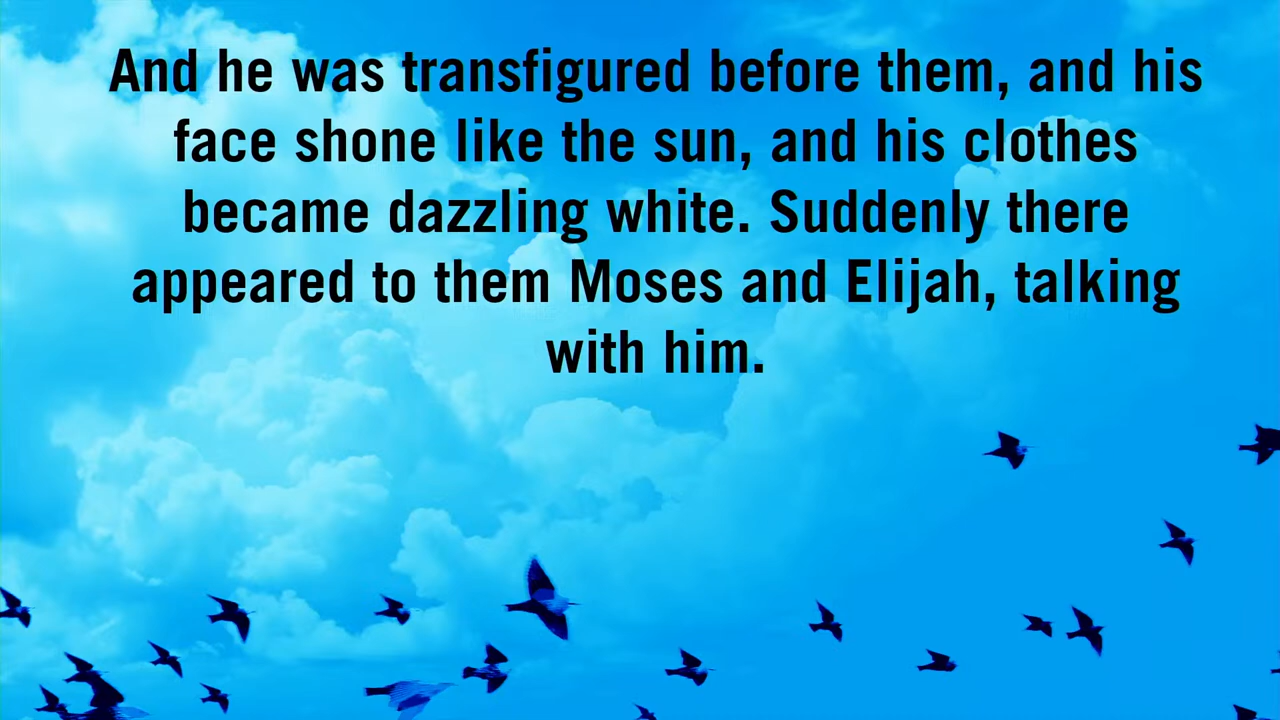 And he was transfigured before them, and his
face shone like the sun, and his clothes
became dazzling white. Suddenly there
appeared to them Moses and Elijah, talking
with him.